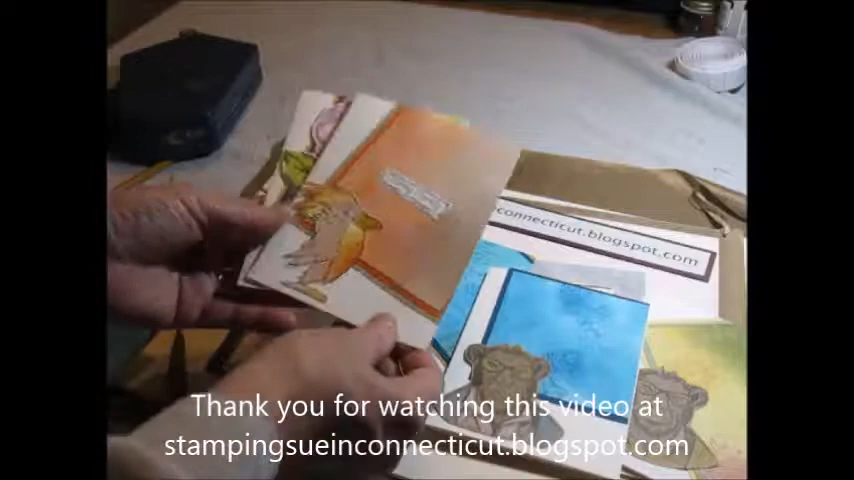 connecticut.blogspot.com
Thank you for watching this video at
stampingsueinconnecticut.blogspot.com